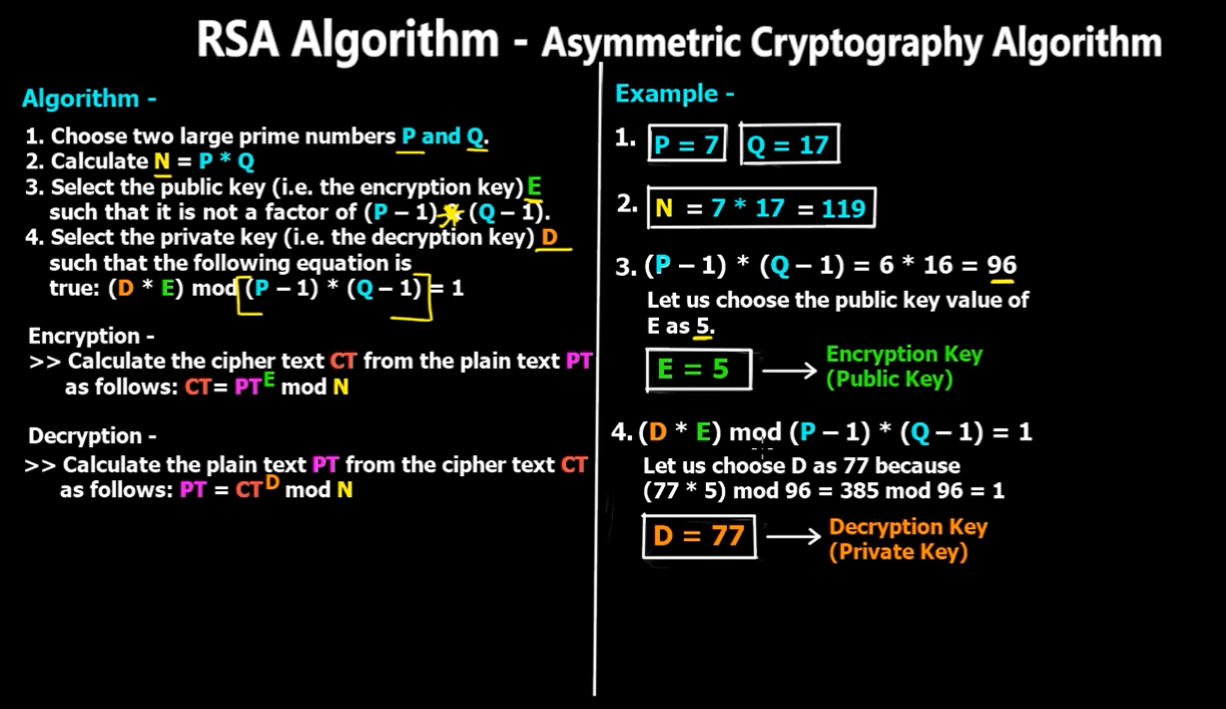 RSA Algorithm - Asymmetric Cryptography Algorithm
Algorithm -
1. Choose two large prime numbers P and Q.
2. Calculate N = P * Q
3. Select the public key (i.e. the encryption key) E
such that it is not a factor of (P – 1) * (Q – 1).
4. Select the private key (i.e. the decryption key) D
such that the following equation is
true: (D * E) mod (P – 1) * (Q – 1) = 1
Encryption -
>> Calculate the cipher text CT from the plain text PT
as follows: CT= PT^E mod N
Decryption -
>> Calculate the plain text PT from the cipher text CT
as follows: PT = CT^D mod N
Example -
1. P = 7 Q = 17
2. N = 7 * 17 = 119
3. (P – 1) * (Q – 1) = 6 * 16 = 96
Let us choose the public key value of
E as 5.
E = 5 → Encryption Key
(Public Key)
4. (D * E) mod (P – 1) * (Q – 1) = 1
Let us choose D as 77 because
(77 * 5) mod 96 = 385 mod 96 = 1
D = 77 → Decryption Key
(Private Key)